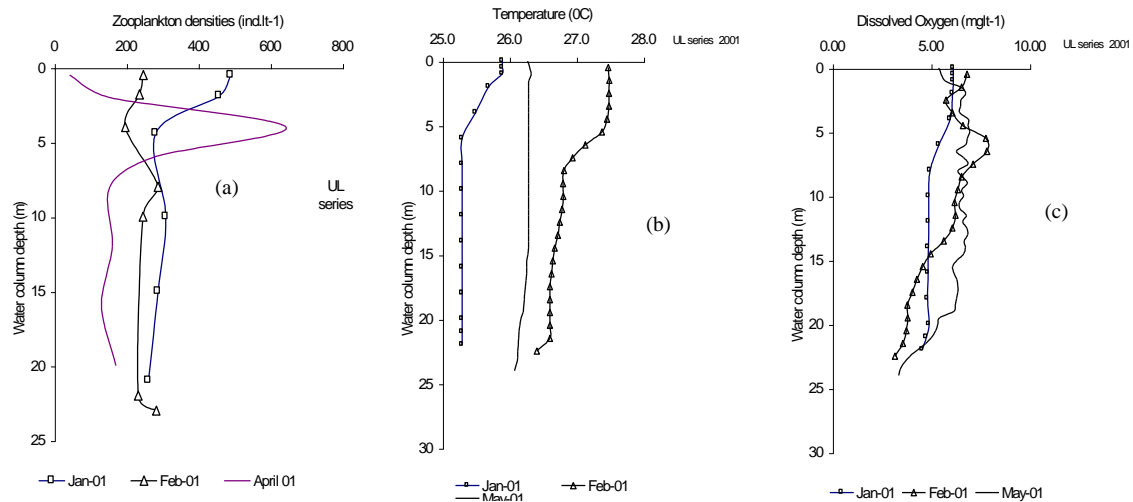 Zooplankton densities (ind.lt-1)
0 200 400 600 800
0
5
10
15
20
25
Water column depth (m)
(a)
UL
series
Jan-01 Feb-01 April 01
Temperature (0C)
UL series 2001
25.0 26.0 27.0 28.0
0
5
10
15
20
25
30
Water column depth (m)
(b)
Jan-01 Feb-01
May-01
Dissolved Oxygen (mglt-1)
UL series 2001
0.00 5.00 10.00
0
5
10
15
20
25
30
Water column depth (m)
(c)
Jan-01 Feb-01 May-01